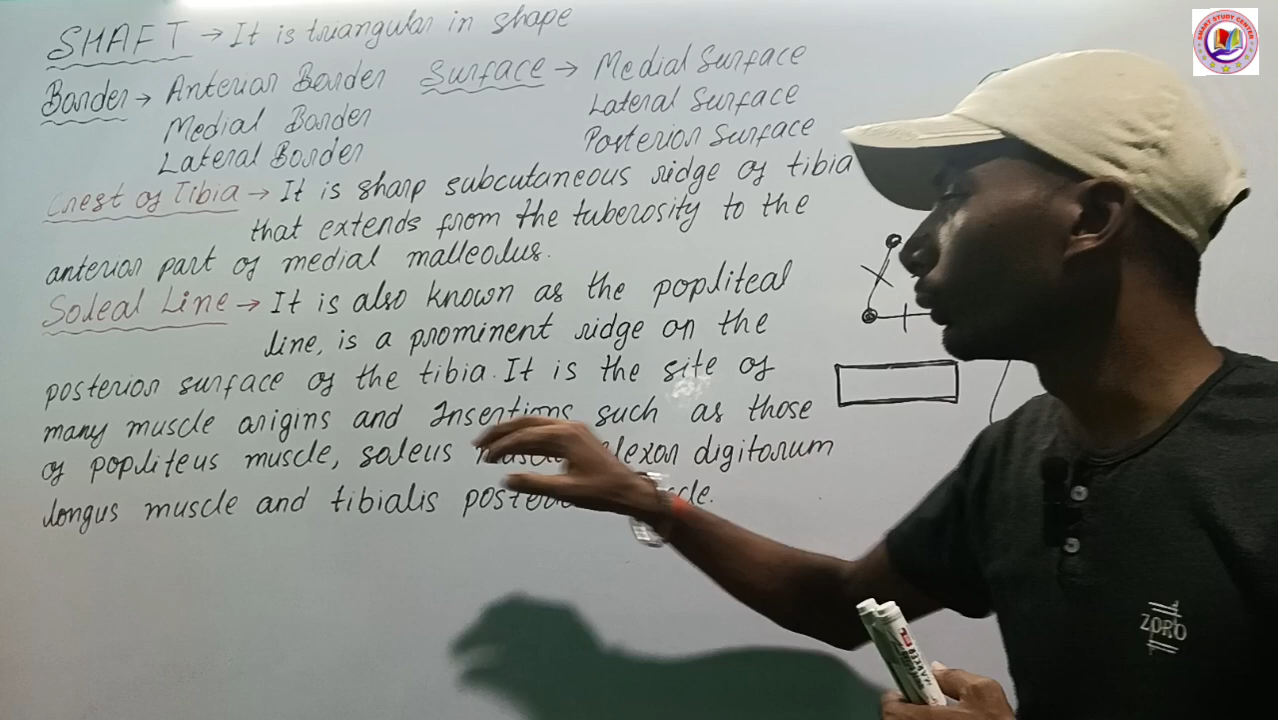 SHAFT → It is triangular in shape
Border → Anterior Border Surface → Medial Surface
Medial Border Lateral Surface
Lateral Border Posterior Surface
Crest of Tibia → It is sharp subcutaneous ridge of tibia
that extends from the tuberosity to the
anterior part of medial malleolus.
Soleal Line → It is also known as the popliteal
line, is a prominent ridge on the
posterior surface of the tibia. It is the site of
many muscle origins and Insertions such as those
of popliteus muscle, soleus digitorum
longus muscle and tibialis
SMART STUDY CENTER
ZORO